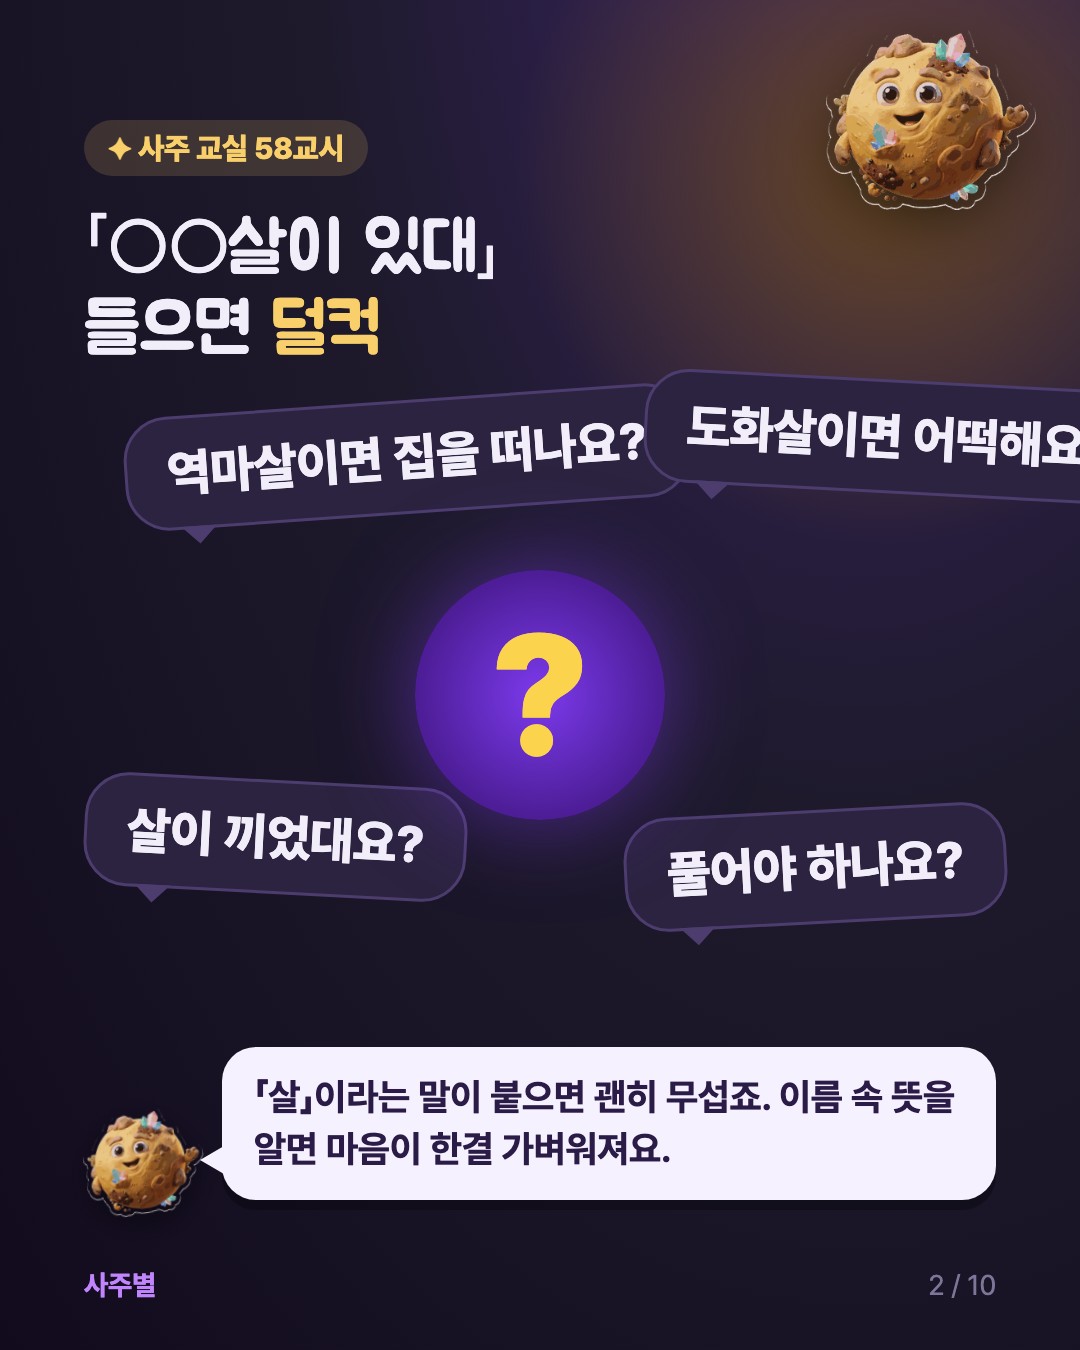 ✦ 사주 교실 58교시
「○○살이 있대」
들으면 덜컥
역마살이면 집을 떠나요?
도화살이면 어떡해요
?
살이 끼었대요?
풀어야 하나요?
「살」이라는 말이 붙으면 괜히 무섭죠. 이름 속 뜻을
알면 마음이 한결 가벼워져요.
사주별
2 / 10